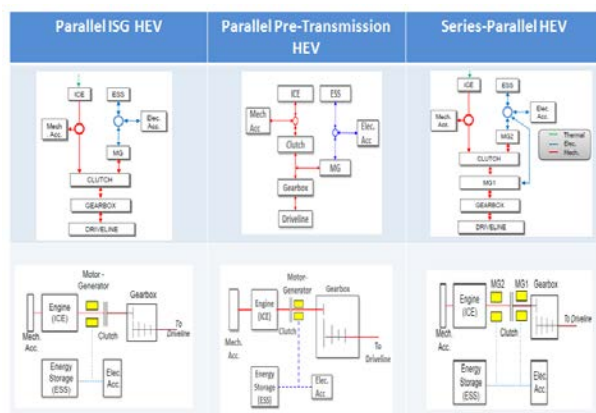 Parallel ISG HEV
Parallel Pre-Transmission
HEV
Series-Parallel HEV
ICE
ESS
Mech
. Acc.
Elec.
Acc.
MG
CLUTCH
GEARBOX
DRIVELINE
ICE
ESS
Mech
Acc
Elec.
Acc.
Clutch
MG
Gearbox
Driveline
ICE
ESS
Mech.
Acc.
Elec.
Acc.
MG2
CLUTCH
MG1
GEARBOX
DRIVELINE
Thermal
Elec.
Mech.
Motor -
Generator
Gearbox
Engine
(ICE)
Clutch
To
Driveline
Mech.
Acc.
Energy
Storage
(ESS)
Elec.
Acc.
Motor-
Generator
Gearbox
Engine
(ICE)
Clutch
Mech.
Acc.
To
Driveline
Energy
Storage
(ESS)
Elec.
Acc
MG2
MG1
Gearbox
Engine
(ICE)
Clutch
To Driveline
Mech.
Acc.
Energy
Storage
(ESS)
Elec.
Acc.